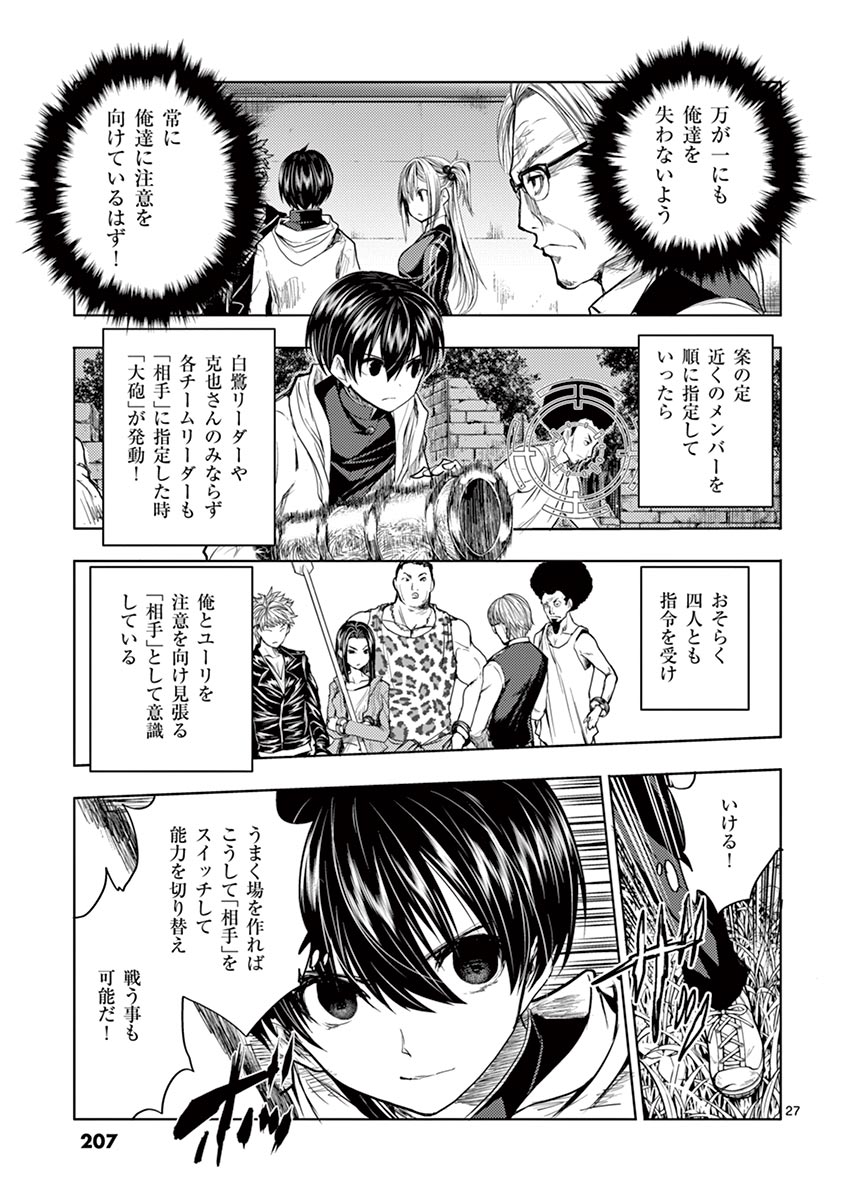 万が一にも
俺達を
失わないよう
常に
俺達に注意を
向けているはず！
案の定
近くのメンバーを
順に指定して
いったら
白鷺リーダーや
克也さんのみならず
各チームリーダーも
「相手」に指定した時
「大砲」が発動！
おそらく
四人とも
指令を受け
俺とユーリを
注意を向け見張る
「相手」として意識
している
いける！
うまく場を作れば
こうして「相手」を
スイッチして
能力を切り替え
戦う事も
可能だ！
27
207